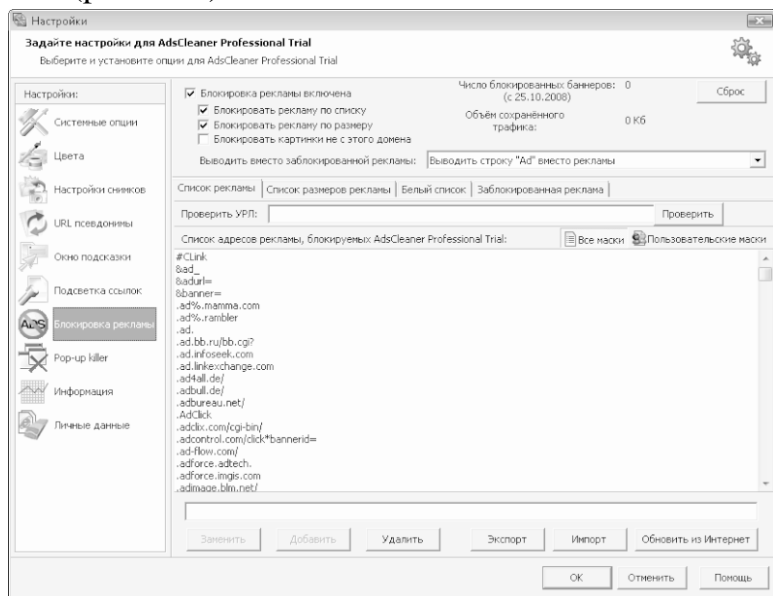 Настройки
Задайте настройки для AdsCleaner Professional Trial
Выберите и установите опции для AdsCleaner Professional Trial
Настройки:
Системные опции
Цвета
Настройки снимков
URL псевдонимы
Окно подсказки
Подсветка ссылок
Блокировка рекламы
Pop-up killer
Информация
Личные данные
Блокировка рекламы включена
Блокировать рекламу по списку
Блокировать рекламу по размеру
Блокировать картинки не с этого домена
Число блокированных баннеров: 0
(с 25.10.2008)
Объём сохранённого трафика: 0 Кб
Сброс
Выводить вместо заблокированной рекламы: Выводить строку "Ad" вместо рекламы
Список рекламы Список размеров рекламы Белый список Заблокированная реклама
Проверить УРЛ: Проверить
Список адресов рекламы, блокируемых AdsCleaner Professional Trial: Все маски Пользовательские маски
#CLink
&ad_
&adurl=
&banner=
.ad%.mamma.com
.ad%.rambler
.ad.
.ad.bb.ru/bb.cgi?
.ad.infoseek.com
.ad.linkexchange.com
.ad4all.de/
.adbull.de/
.adbureau.net/
.AdClick
.adclix.com/cgi-bin/
.adcontrol.com/click*bannerid=
.ad-flow.com/
.adforce.adtech.
.adforce.imgis.com
.adimage.blm.net/
Заменить Добавить Удалить Экспорт Импорт Обновить из Интернет
OK Отменить Помощь